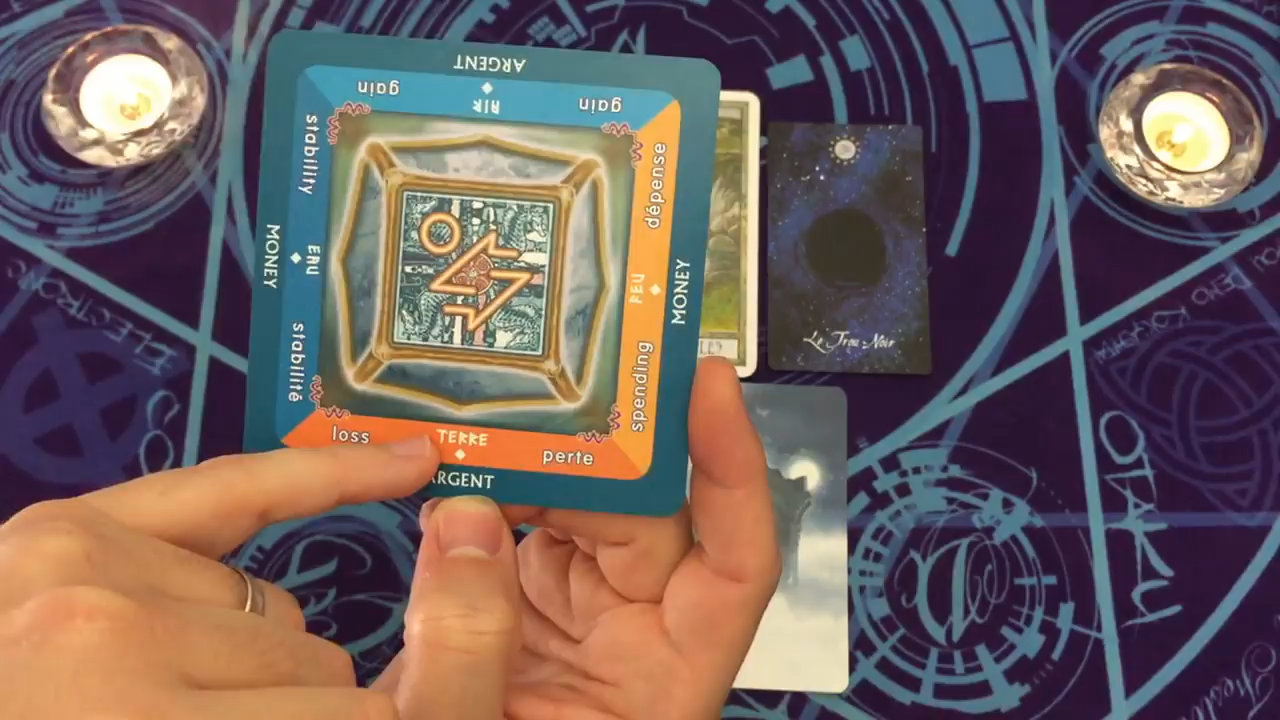 ARGENT
gain AIR gain
stability
EAU
stabilité
MONEY
dépense
FEU
spending
MONEY
loss TERRE perte
ARGENT
Le Trou Noir
OTAKU